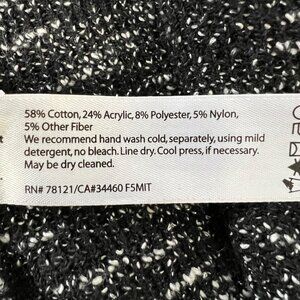 58% Cotton, 24% Acrylic, 8% Polyester, 5% Nylon,
5% Other Fiber
We recommend hand wash cold, separately, using mild
detergent, no bleach. Line dry. Cool press, if necessary.
May be dry cleaned.
RN# 78121/CA#34460 F5MIT